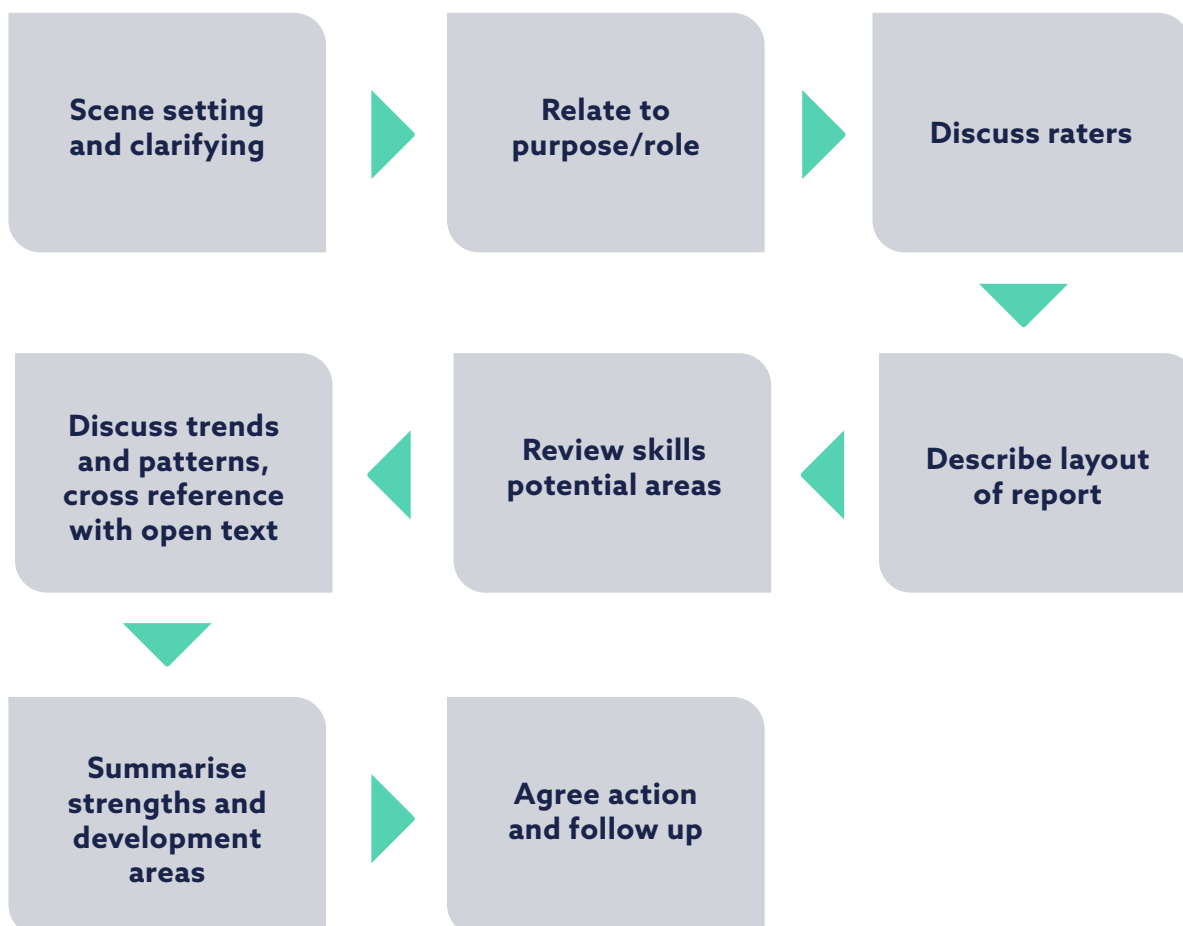 Scene setting
and clarifying
Relate to
purpose/role
Discuss raters
Describe layout
of report
Review skills
potential areas
Discuss trends
and patterns,
cross reference
with open text
Summarise
strengths and
development
areas
Agree action
and follow up